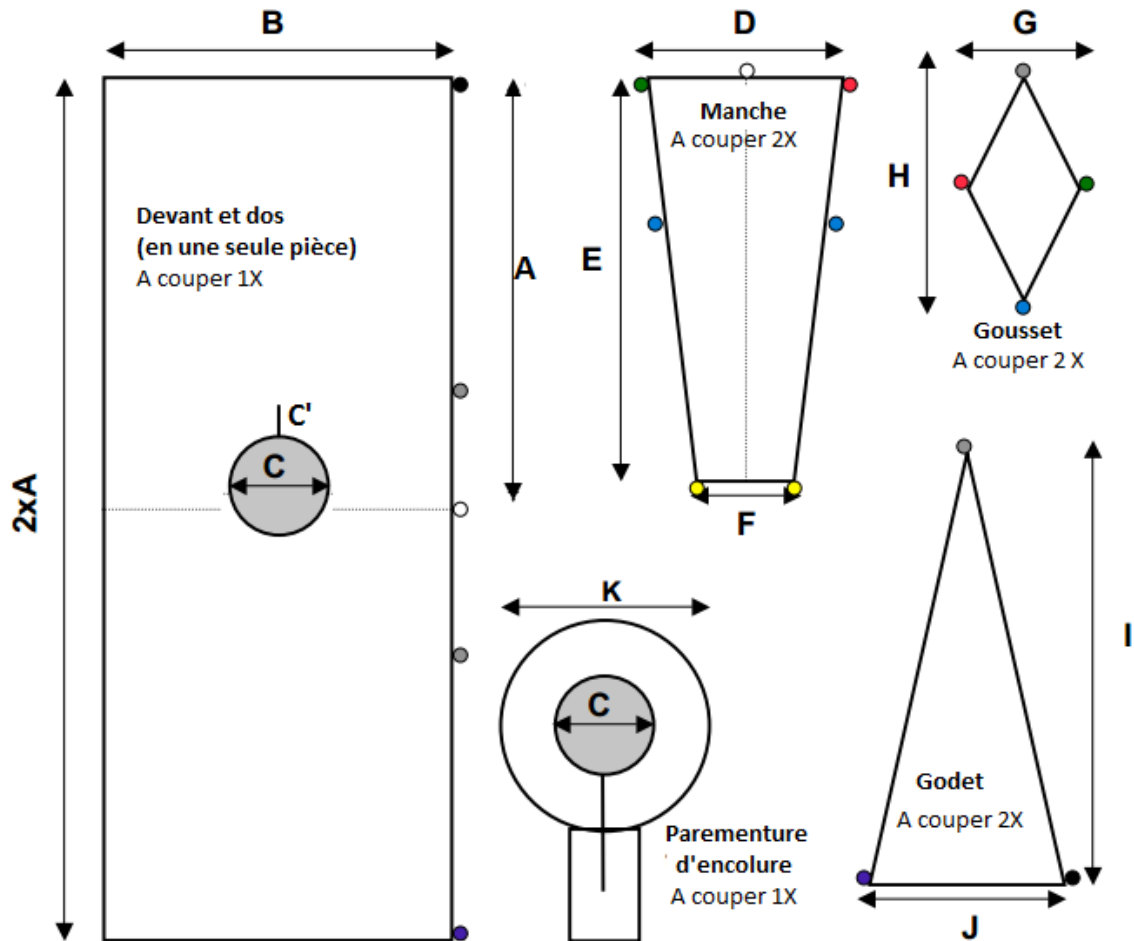 B
2xA
Devant et dos
(en une seule pièce)
A couper 1X
C'
C
A
D
Manche
A couper 2X
E
F
G
H
Gousset
A couper 2 X
K
C
Parementure
d'encolure
A couper 1X
I
Godet
A couper 2X
J